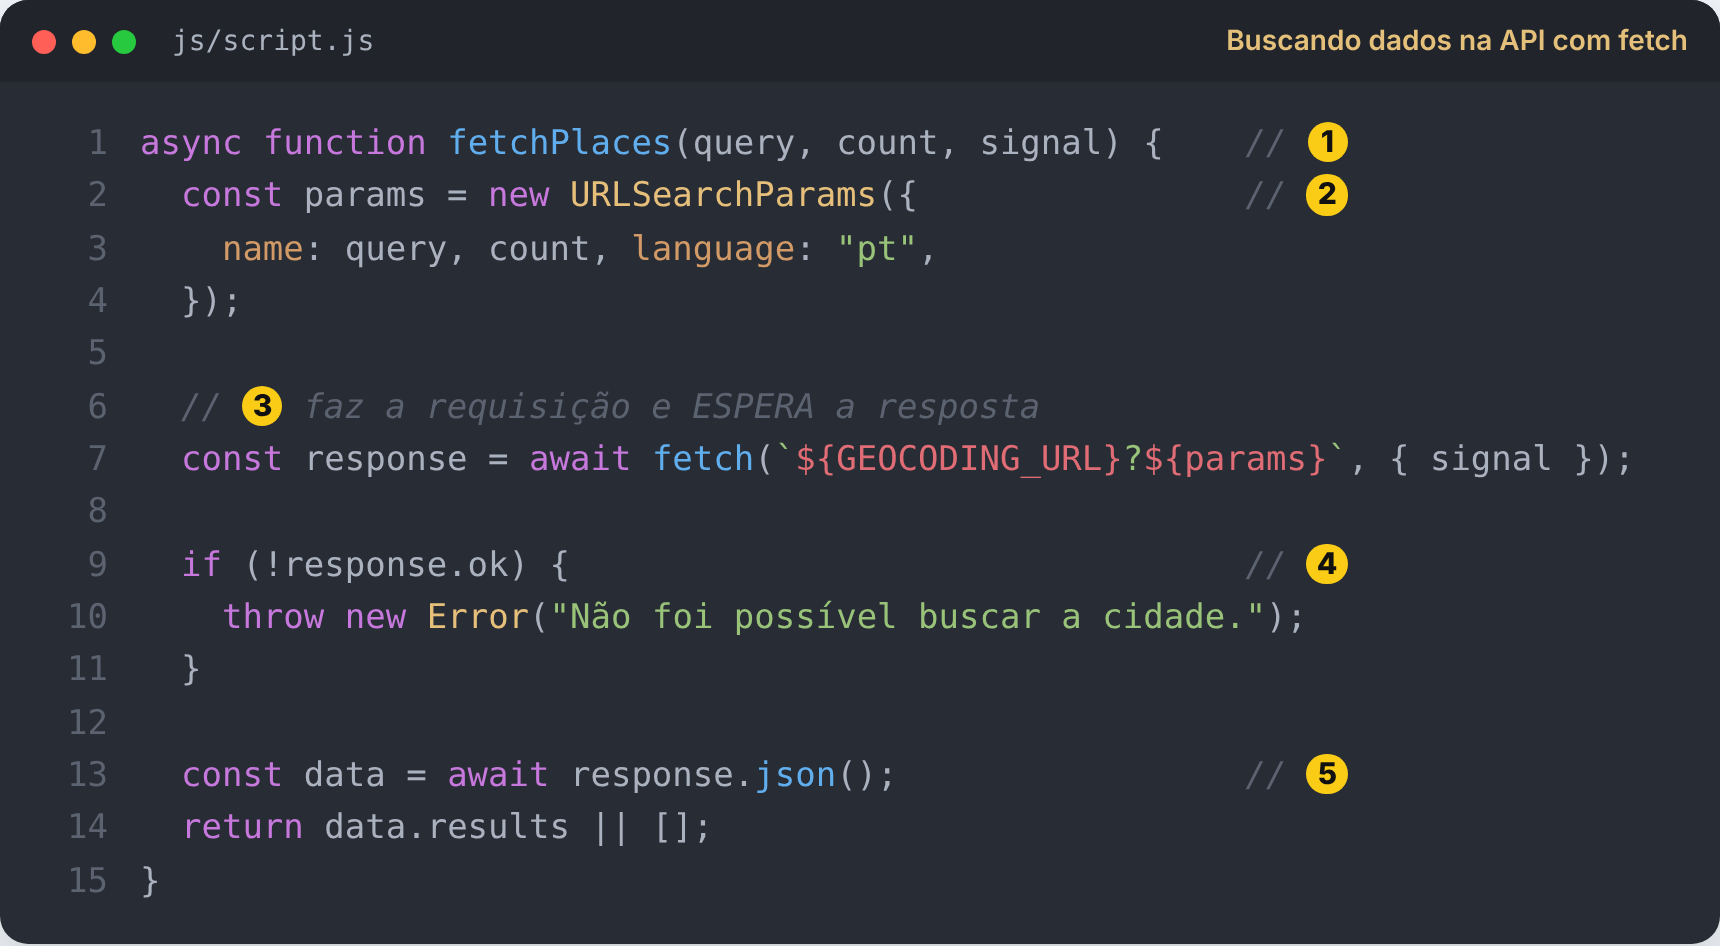 js/script.js
Buscando dados na API com fetch
1 async function fetchPlaces(query, count, signal) { // 1
2   const params = new URLSearchParams({ // 2
3     name: query, count, language: "pt",
4   });
5
6   // 3 faz a requisição e ESPERA a resposta
7   const response = await fetch(`${GEOCODING_URL}?${params}`, { signal });
8
9   if (!response.ok) { // 4
10     throw new Error("Não foi possível buscar a cidade.");
11   }
12
13   const data = await response.json(); // 5
14   return data.results || [];
15 }